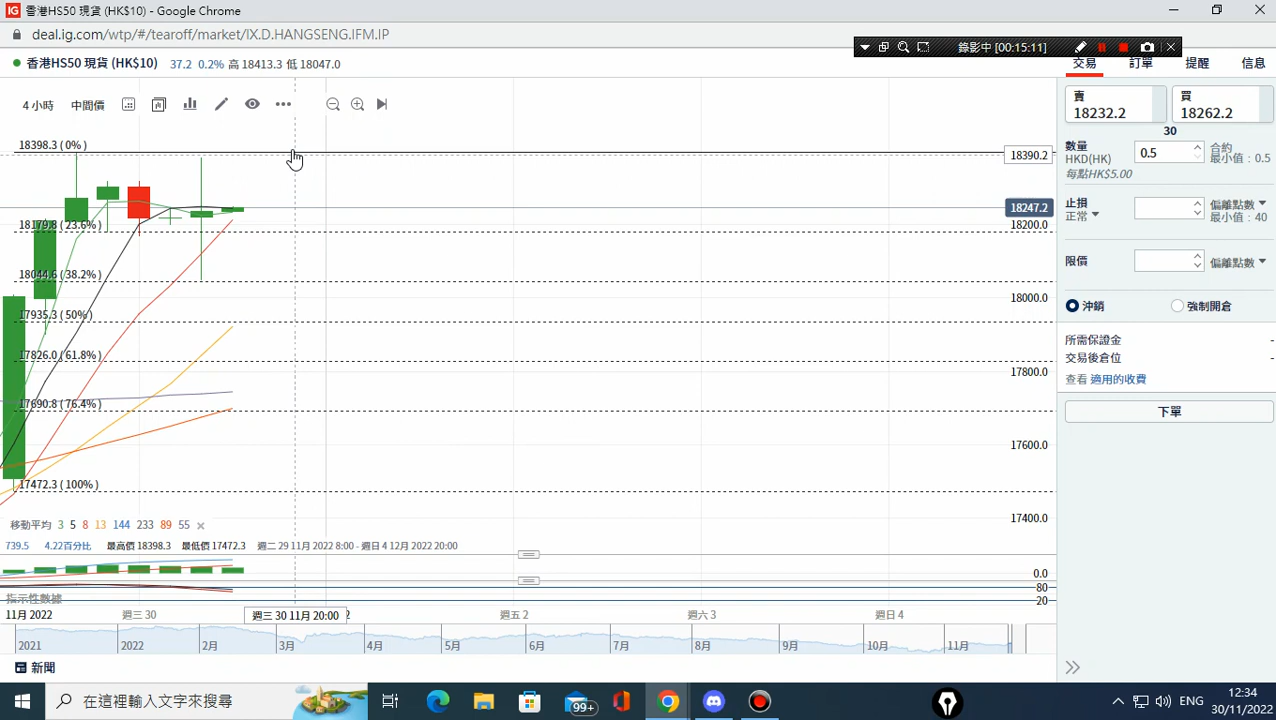 IG 香港HS50 現貨 (HK$10) - Google Chrome
deal.ig.com/wtp/#/tearoff/market/IX.D.HANGSENG.IFM.IP
錄影中 [00:15:11]
香港HS50 現貨 (HK$10) 37.2 0.2% 高 18413.3 低 18047.0
交易 訂單 提醒 信息
4 小時 中間價
賣 18232.2
買 18262.2
30
數量
HKD(HK)
0.5
合約
最小值 : 0.5
每點HK$5.00
止損
正常
偏離點數
最小值 : 40
限價
偏離點數
沖銷 強制開倉
所需保證金 -
交易後倉位 -
查看 適用的收費
下單
18398.3 (0%)
18390.2
18247.2
18179.8 (23.6%)
18200.0
18044.6 (38.2%)
18000.0
17935.3 (50%)
17826.0 (61.8%)
17800.0
17690.8 (76.4%)
17600.0
17472.3 (100%)
17400.0
移動平均 3 5 8 13 144 233 89 55
739.5 4.22百分比 最高價 18398.3 最低價 17472.3 週二 29 11月 2022 8:00 - 週日 4 12月 2022 20:00
0.0
80
20
指示性數據
11月 2022 週三 30 週三 30 11月 20:00 2 週五 2 週六 3 週日 4
2021 2022 2月 3月 4月 5月 6月 7月 8月 9月 10月 11月
新聞
在這裡輸入文字來搜尋
99+
ENG
12:34
30/11/2022